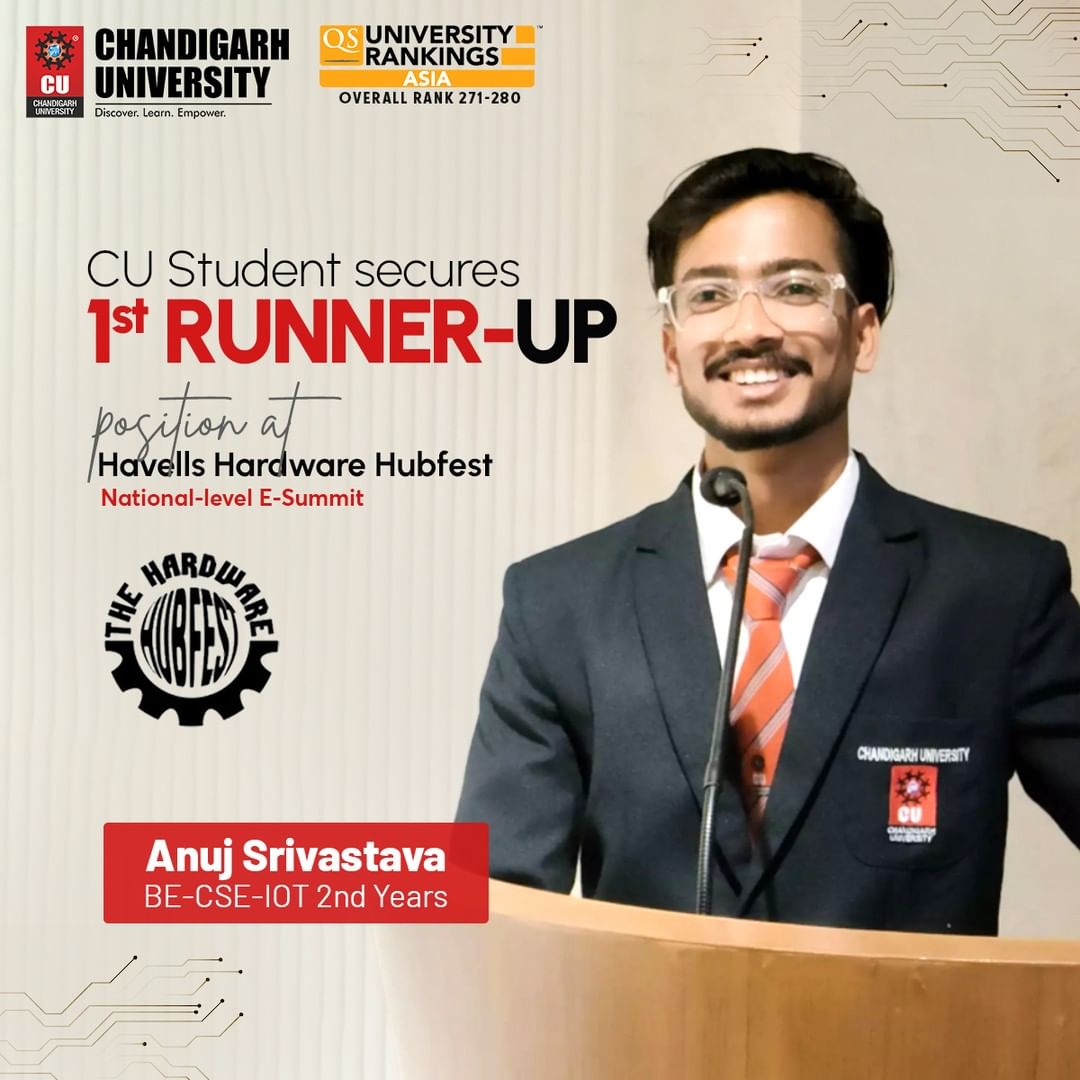 CU
CHANDIGARH
UNIVERSITY
CHANDIGARH
UNIVERSITY
Discover. Learn. Empower.
QS UNIVERSITY
RANKINGS
ASIA
OVERALL RANK 271-280
CU Student secures
1st RUNNER-UP
position at
Havells Hardware Hubfest
National-level E-Summit
THE HARDWARE
HUBFEST
CHANDIGARH UNIVERSITY
CU
CHANDIGARH
UNIVERSITY
Anuj Srivastava
BE-CSE-IOT 2nd Years